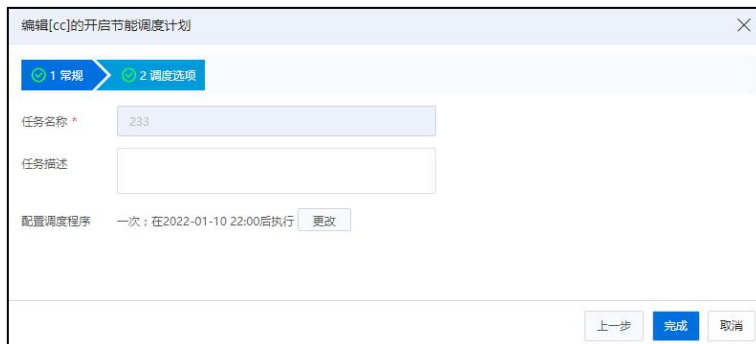 编辑[cc]的开启节能调度计划
1 常规 2 调度选项
任务名称 * 233
任务描述
配置调度程序 一次；在2022-01-10 22:00后执行 更改
上一步 完成 取消